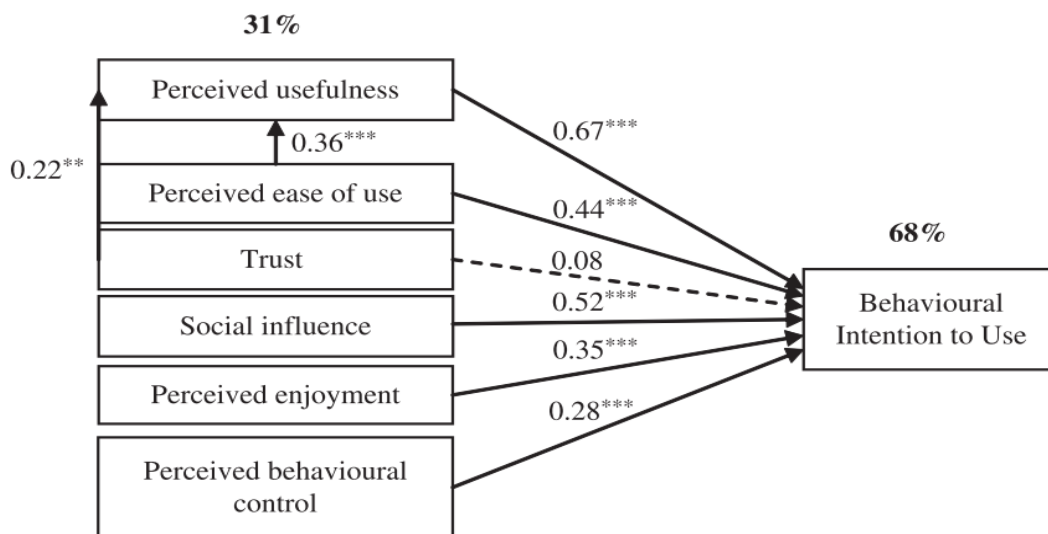 31%
Perceived usefulness
0.67***
0.36***
0.22**
Perceived ease of use
0.44***
68%
Trust
0.08
Behavioural
Intention to Use
Social influence
0.52***
0.35***
Perceived enjoyment
0.28***
Perceived behavioural
control